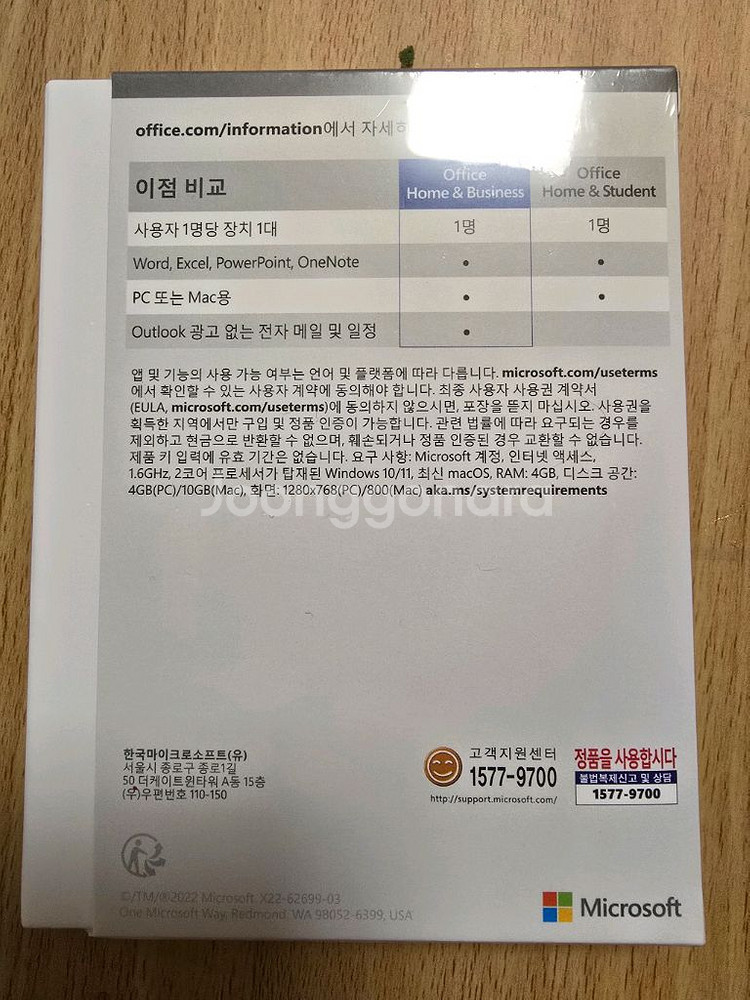 office.com/information에서 자세히
이점 비교
Office Home & Business
Office Home & Student
사용자 1명당 장치 1대 1명 1명
Word, Excel, PowerPoint, OneNote • •
PC 또는 Mac용 • •
Outlook 광고 없는 전자 메일 및 일정 •
앱 및 기능의 사용 가능 여부는 언어 및 플랫폼에 따라 다릅니다. microsoft.com/useterms
에서 확인할 수 있는 사용자 계약에 동의해야 합니다. 최종 사용자 사용권 계약서
(EULA, microsoft.com/useterms)에 동의하지 않으시면, 포장을 뜯지 마십시오. 사용권을
획득한 지역에서만 구입 및 정품 인증이 가능합니다. 관련 법률에 따라 요구되는 경우를
제외하고 현금으로 반환할 수 없으며, 훼손되거나 정품 인증된 경우 교환할 수 없습니다.
제품 키 입력에 유효 기간은 없습니다. 요구 사항: Microsoft 계정, 인터넷 액세스,
1.6GHz, 2코어 프로세서가 탑재된 Windows 10/11, 최신 macOS, RAM: 4GB, 디스크 공간:
4GB(PC)/10GB(Mac), 화면: 1280x768(PC)/800(Mac) aka.ms/systemrequirements
Joonggonara
한국마이크로소프트(유)
서울시 종로구 종로1길
50 더케이트윈타워 A동 15층
(우)우편번호 110-150
고객지원센터
1577-9700
http://support.microsoft.com/
정품을 사용합시다
불법복제신고 및 상담
1577-9700
©/TM/®2022 Microsoft. X22-62699-03
One Microsoft Way, Redmond, WA 98052-6399, USA
Microsoft